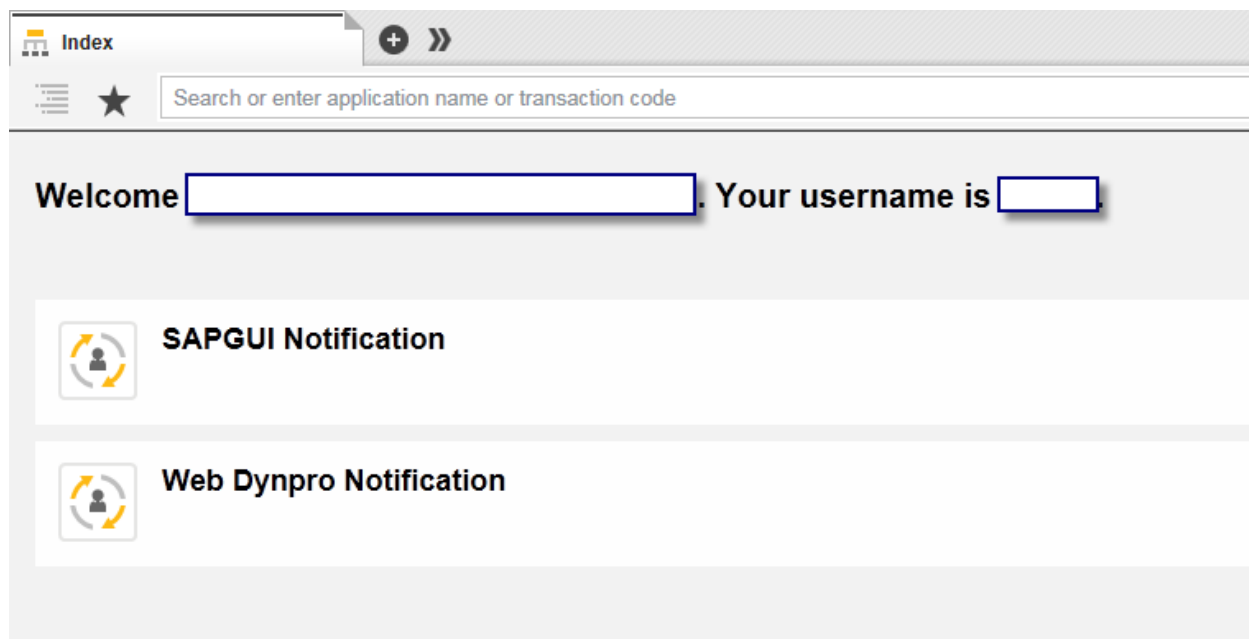 Index
Search or enter application name or transaction code
Welcome . Your username is .
SAPGUI Notification
Web Dynpro Notification